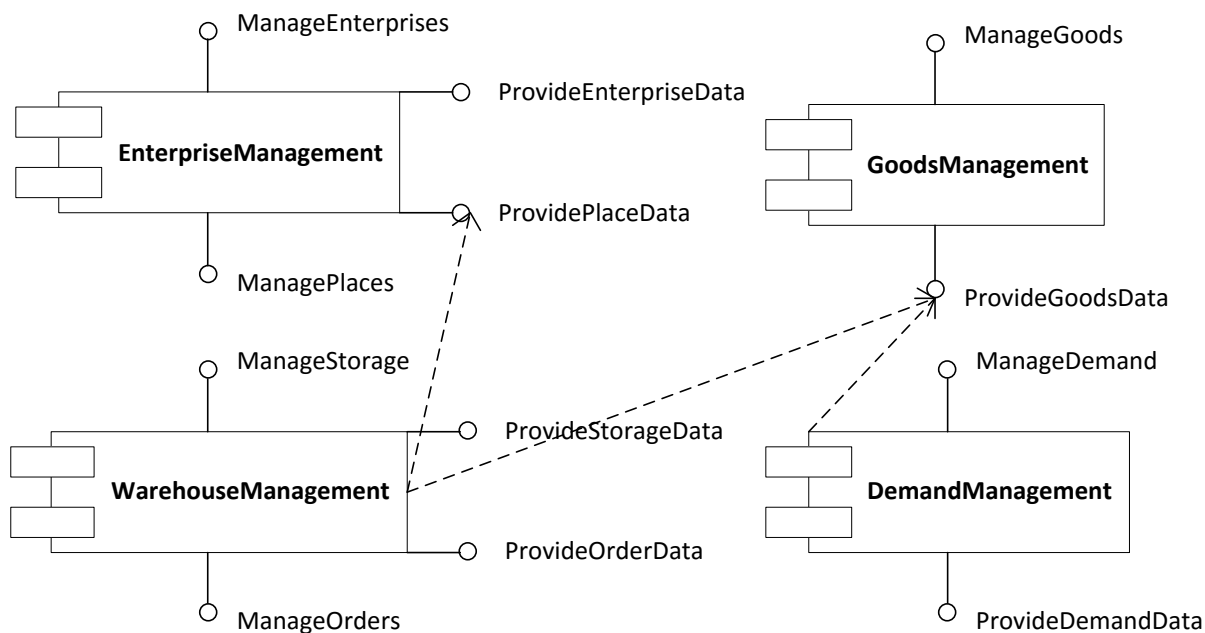 ManageEnterprises
ProvideEnterpriseData
EnterpriseManagement
ProvidePlaceData
ManagePlaces
ManageGoods
GoodsManagement
ProvideGoodsData
ManageStorage
ProvideStorageData
WarehouseManagement
ProvideOrderData
ManageOrders
ManageDemand
DemandManagement
ProvideDemandData